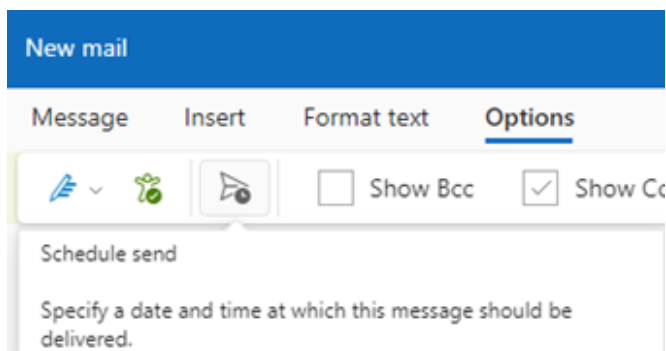 New mail
Message Insert Format text Options
Show Bcc Show
Schedule send
Specify a date and time at which this message should be
delivered.